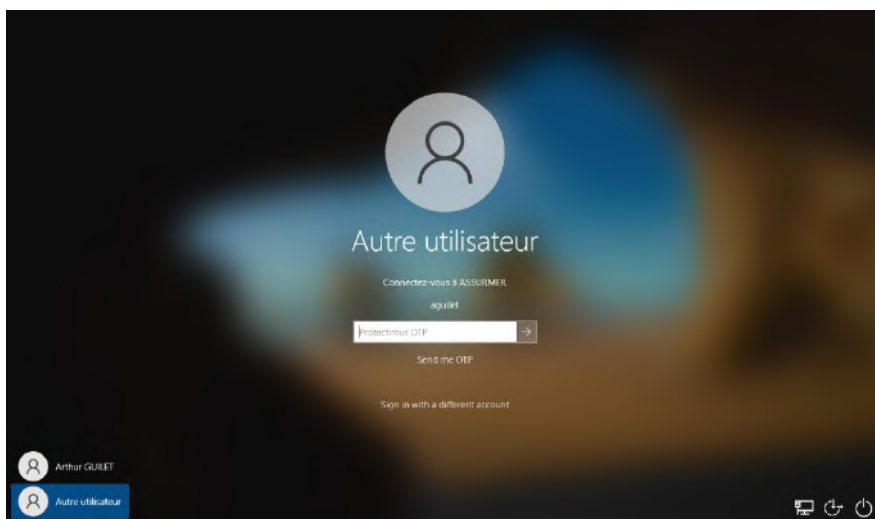 Autre utilisateur
Connectez-vous à ASSURMER
aguilet
Protectimus OTP
Send me OTP
Sign in with a different account
Arthur GUILET
Autre utilisateur